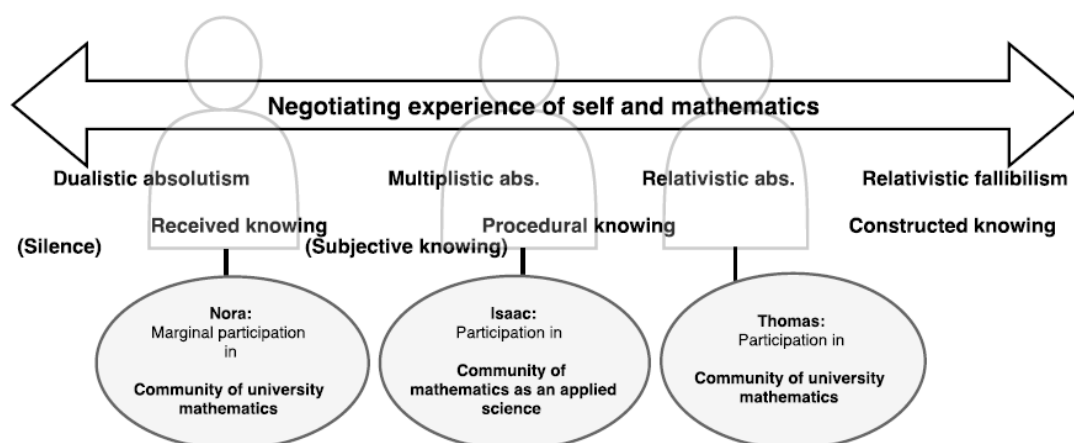 Negotiating experience of self and mathematics
Dualistic absolutism
Multiplistic abs.
Relativistic abs.
Relativistic fallibilism
Received knowing
Procedural knowing
Constructed knowing
(Silence)
(Subjective knowing)
Nora:
Marginal participation
in
Community of university
mathematics
Isaac:
Participation in
Community of
mathematics as an applied
science
Thomas:
Participation in
Community of university
mathematics